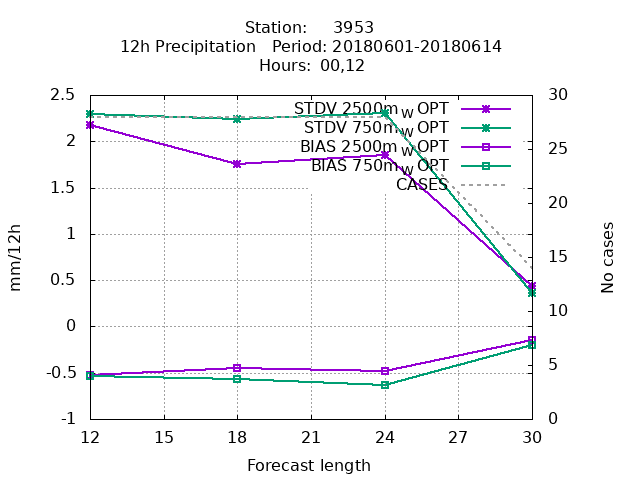 Station:     3953
12h Precipitation   Period: 20180601-20180614
Hours:  00,12
2.5
2
1.5
1
0.5
0
-0.5
-1
30
25
20
15
10
5
0
mm/12h
No cases
STDV 2500m_W OPT
STDV 750m_W OPT
BIAS 2500m_W OPT
BIAS 750m_W OPT
CASES
12 15 18 21 24 27 30
Forecast length